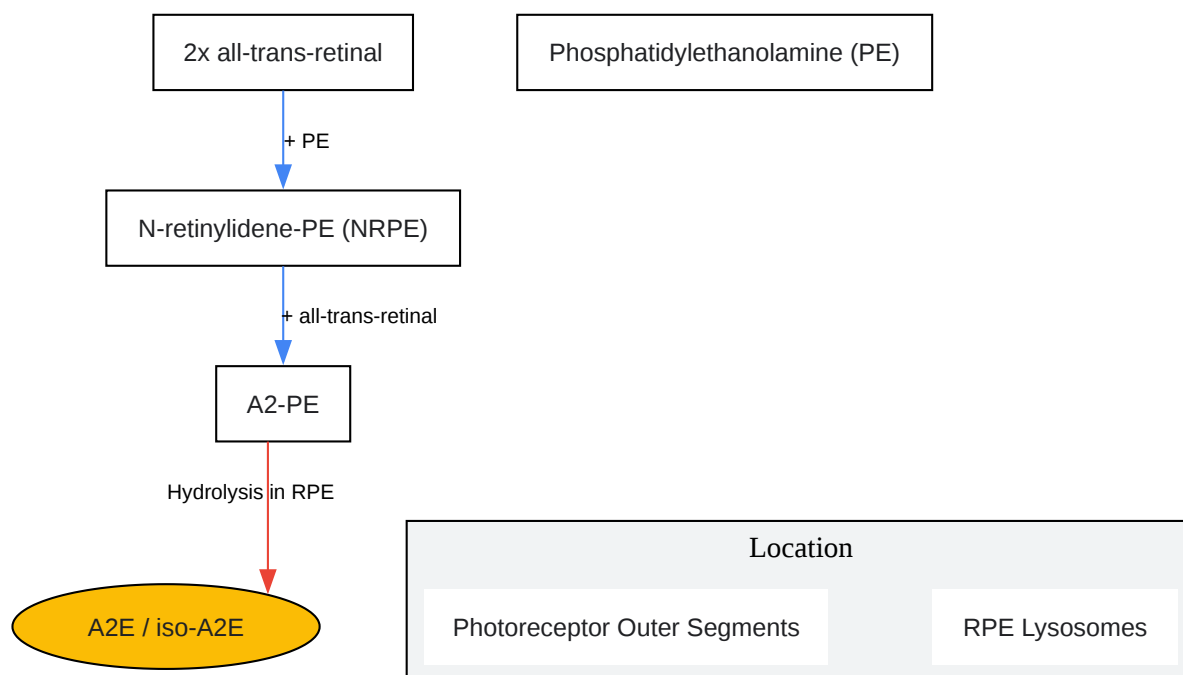 2x all-trans-retinal
Phosphatidylethanolamine (PE)
+ PE
N-retinylidene-PE (NRPE)
+ all-trans-retinal
A2-PE
Hydrolysis in RPE
Location
A2E / iso-A2E
Photoreceptor Outer Segments
RPE Lysosomes